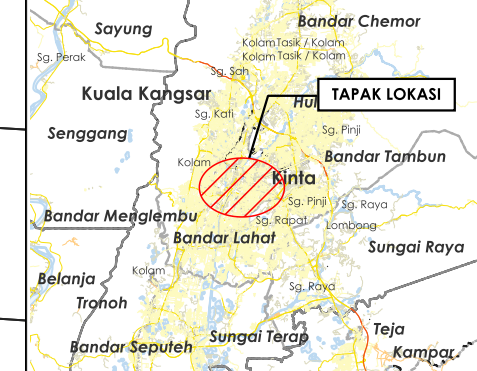 Bandar Chemor
Sayung
Kolam Tasik / Kolam
Kolam Tasik / Kolam
Sg. Perak
Sg. Sah
Kuala Kangsar
TAPAK LOKASI
Sg. Kati
Sg. Pinji
Senggang
Kolam
Bandar Tambun
Kinta
Sg. Pinji
Sg. Raya
Bandar Menglembu
Sg. Rapat
Lombong
Bandar Lahat
Sungai Raya
Kolam
Belanja
Sg. Raya
Tronoh
Teja
Sungai Terap
Bandar Seputeh
Kampar